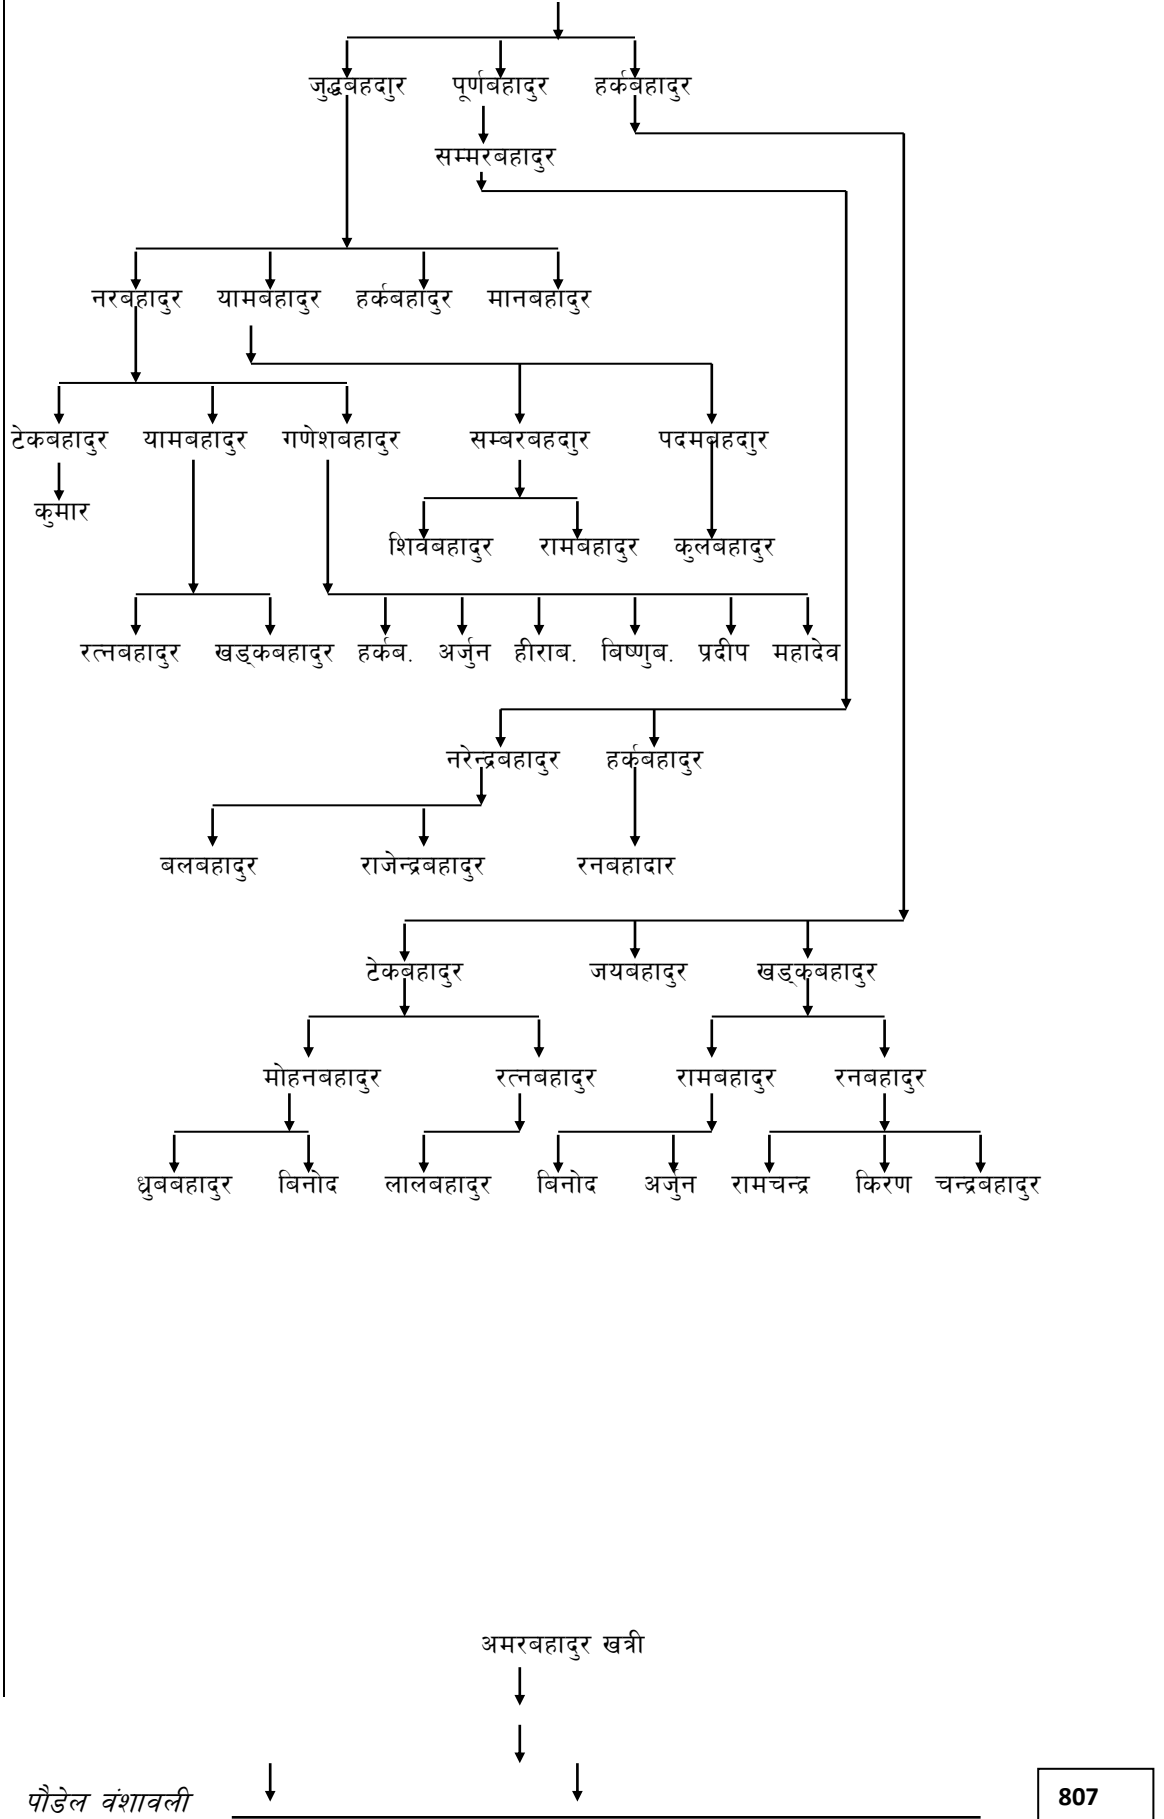 जुद्धबहदाुर पूर्णबहादुर हर्कबहादुर
सम्मरबहादुर
नरबहादुर यामबहादुर हर्कबहादुर मानबहादुर
टेकबहादुर यामबहादुर गणेशबहादुर सम्बरबहदाुर पदमबहदाुर
कुमार
शिवबहादुर रामबहादुर कुलबहादुर
रत्नबहादुर खड्कबहादुर हर्कब. अर्जुन हीराब. बिष्णुब. प्रदीप महादेव
नरेन्द्रबहादुर हर्कबहादुर
बलबहादुर राजेन्द्रबहादुर रनबहादार
टेकबहादुर जयबहादुर खड्कबहादुर
मोहनबहादुर रत्नबहादुर रामबहादुर रनबहादुर
ध्रुबबहादुर बिनोद लालबहादुर बिनोद अर्जुन रामचन्द्र किरण चन्द्रबहादुर
अमरबहादुर खत्री
पौडेल वंशावली 807